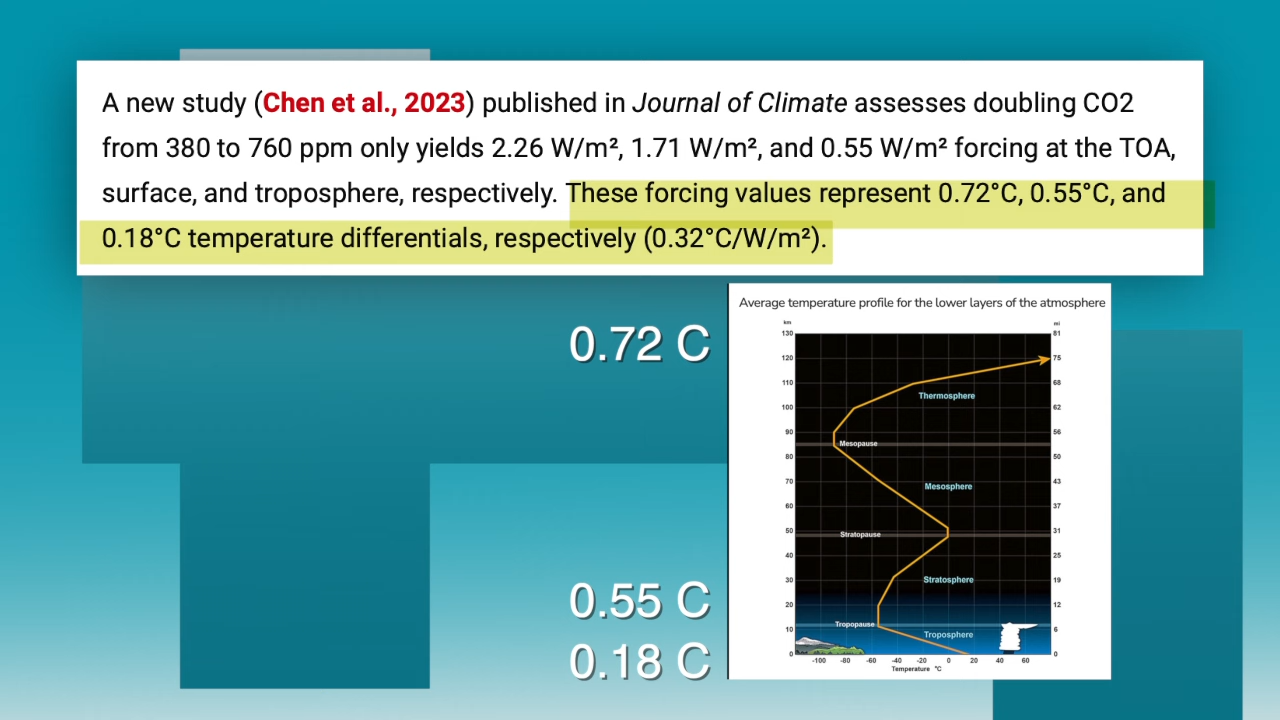 A new study (Chen et al., 2023) published in Journal of Climate assesses doubling CO2
from 380 to 760 ppm only yields 2.26 W/m², 1.71 W/m², and 0.55 W/m² forcing at the TOA,
surface, and troposphere, respectively. These forcing values represent 0.72°C, 0.55°C, and
0.18°C temperature differentials, respectively (0.32°C/W/m²).
0.72 C
0.55 C
0.18 C
Average temperature profile for the lower layers of the atmosphere
km mi
130 81
120 75
110 68
Thermosphere
100 62
90 56
Mesopause
80 50
70 43
Mesosphere
60 37
50 31
Stratopause
40 25
30 19
Stratosphere
20 12
Tropopause
10 6
Troposphere
0 0
-100 -80 -60 -40 -20 0 20 40 60
Temperature °C